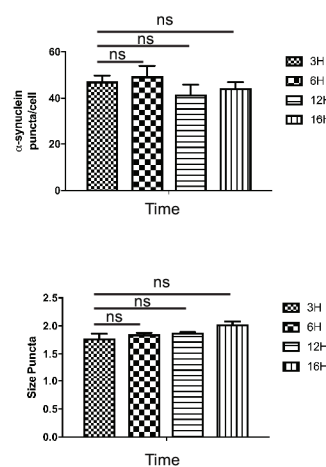 ns
ns
ns
60
40
20
0
α-synuclein
puncta/cell
Time
3H
6H
12H
16H
ns
ns
ns
2.5
2.0
1.5
1.0
0.5
0.0
Size Puncta
Time
3H
6H
12H
16H